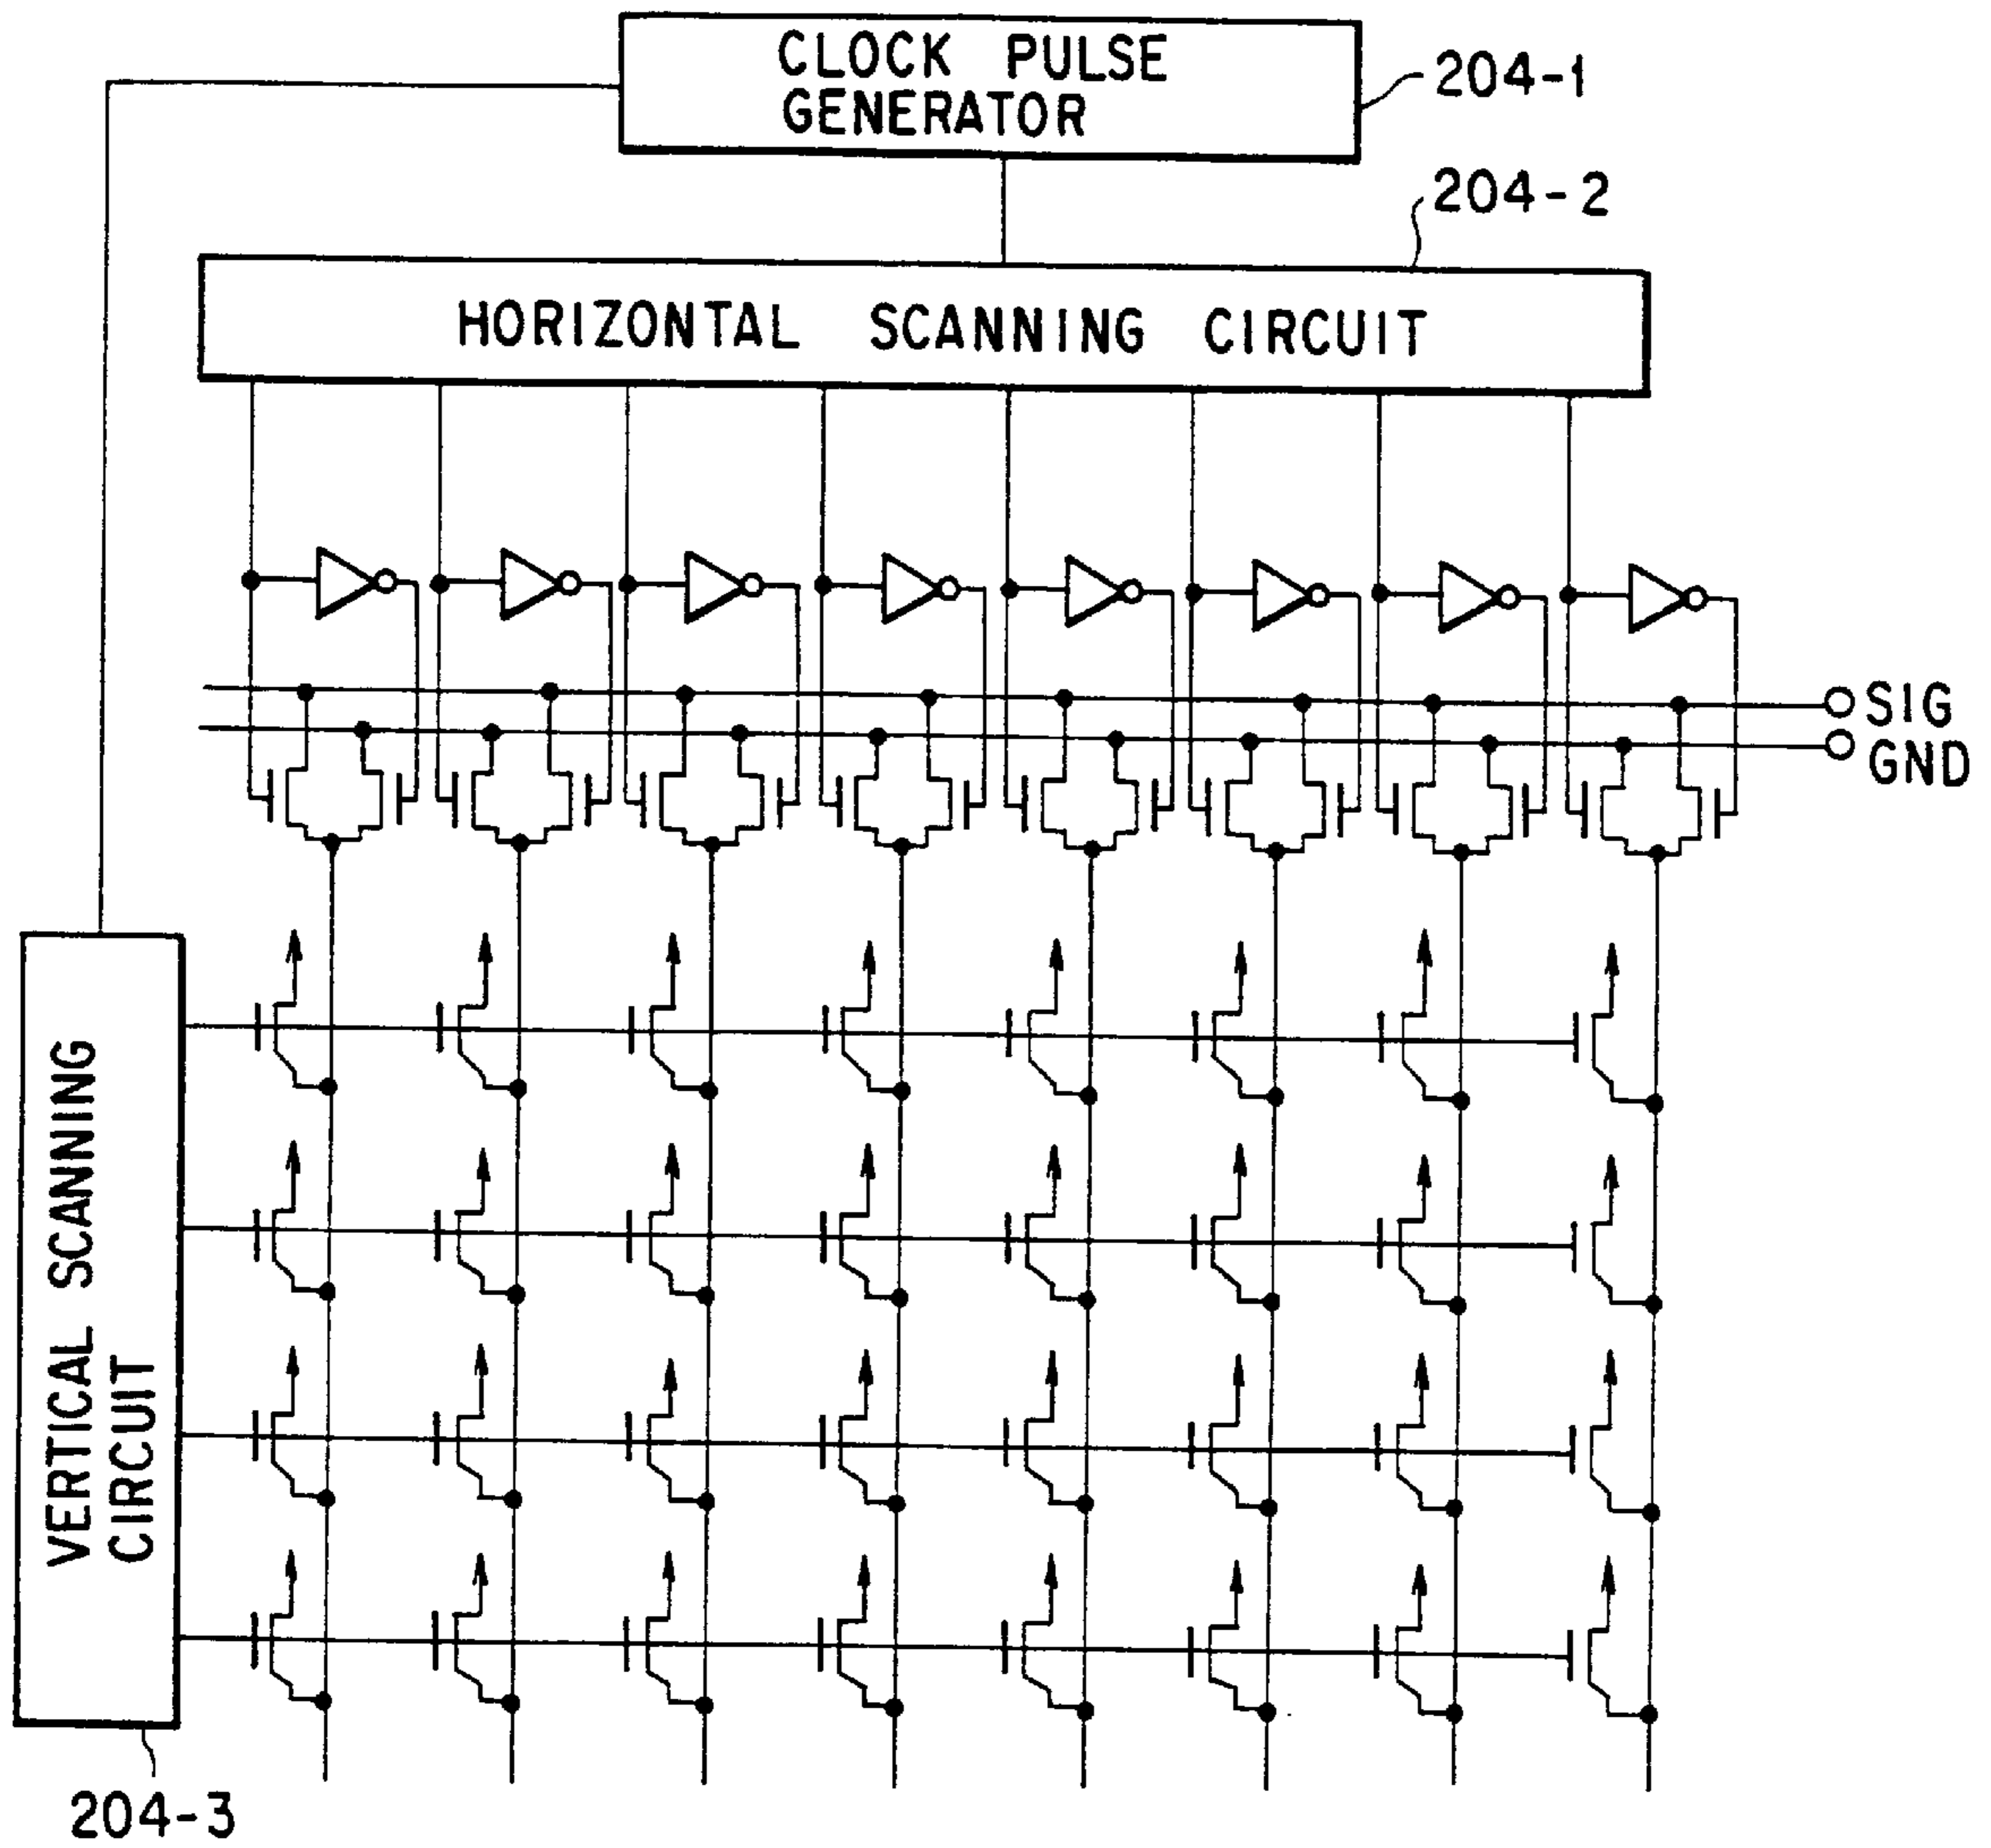 CLOCK PULSE
GENERATOR
204-1
204-2
HORIZONTAL SCANNING CIRCUIT
SIG
GND
VERTICAL SCANNING
CIRCUIT
204-3